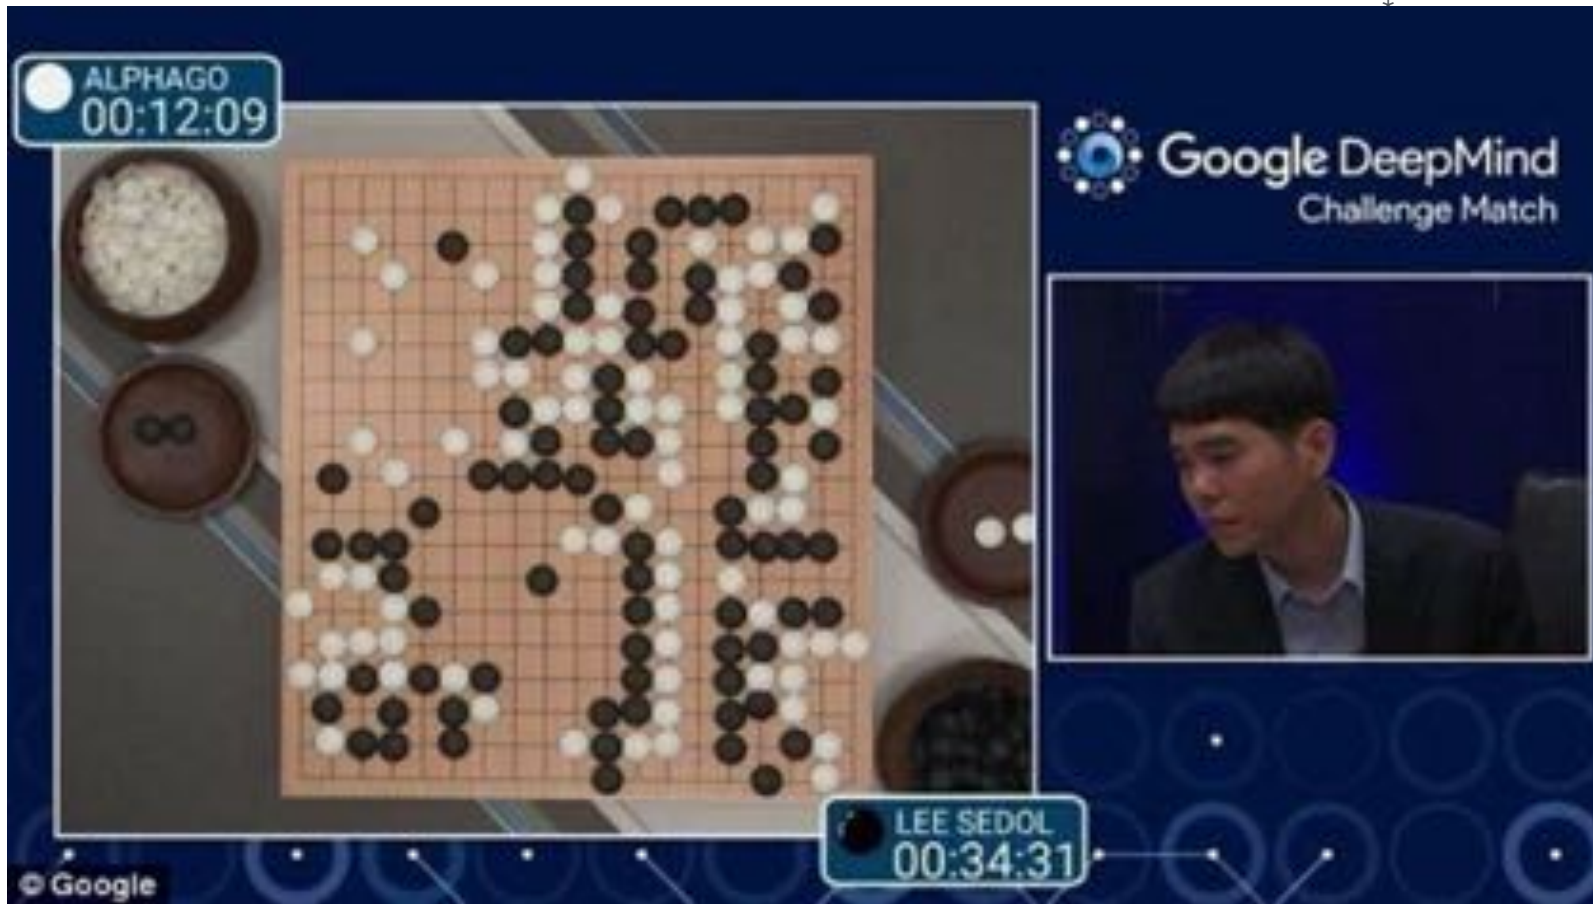 *
ALPHAGO
00:12:09
Google DeepMind
Challenge Match
LEE SEDOL
00:34:31
© Google